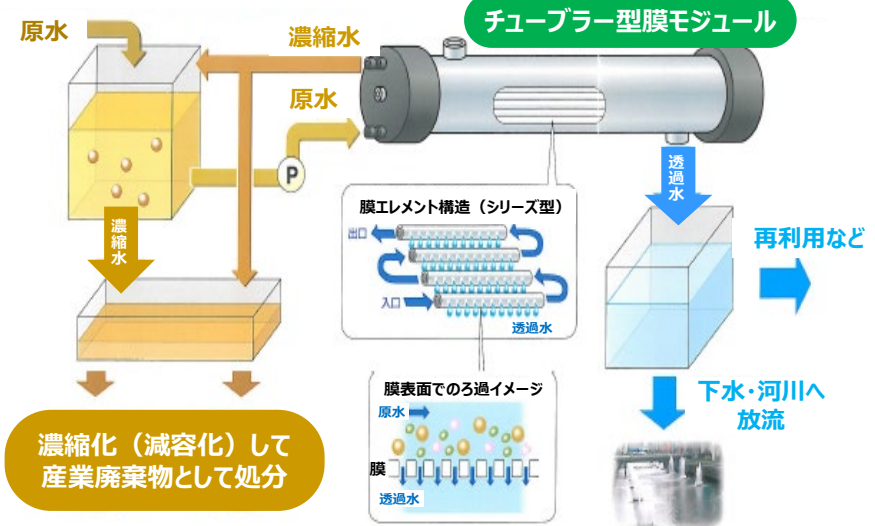 チューブラー型膜モジュール
原水
濃縮水
原水
P
透過水
濃縮水
膜エレメント構造（シリーズ型）
出口
入口
透過水
再利用など
膜表面でのろ過イメージ
原水
膜
透過水
下水・河川へ
放流
濃縮化（減容化）して
産業廃棄物として処分